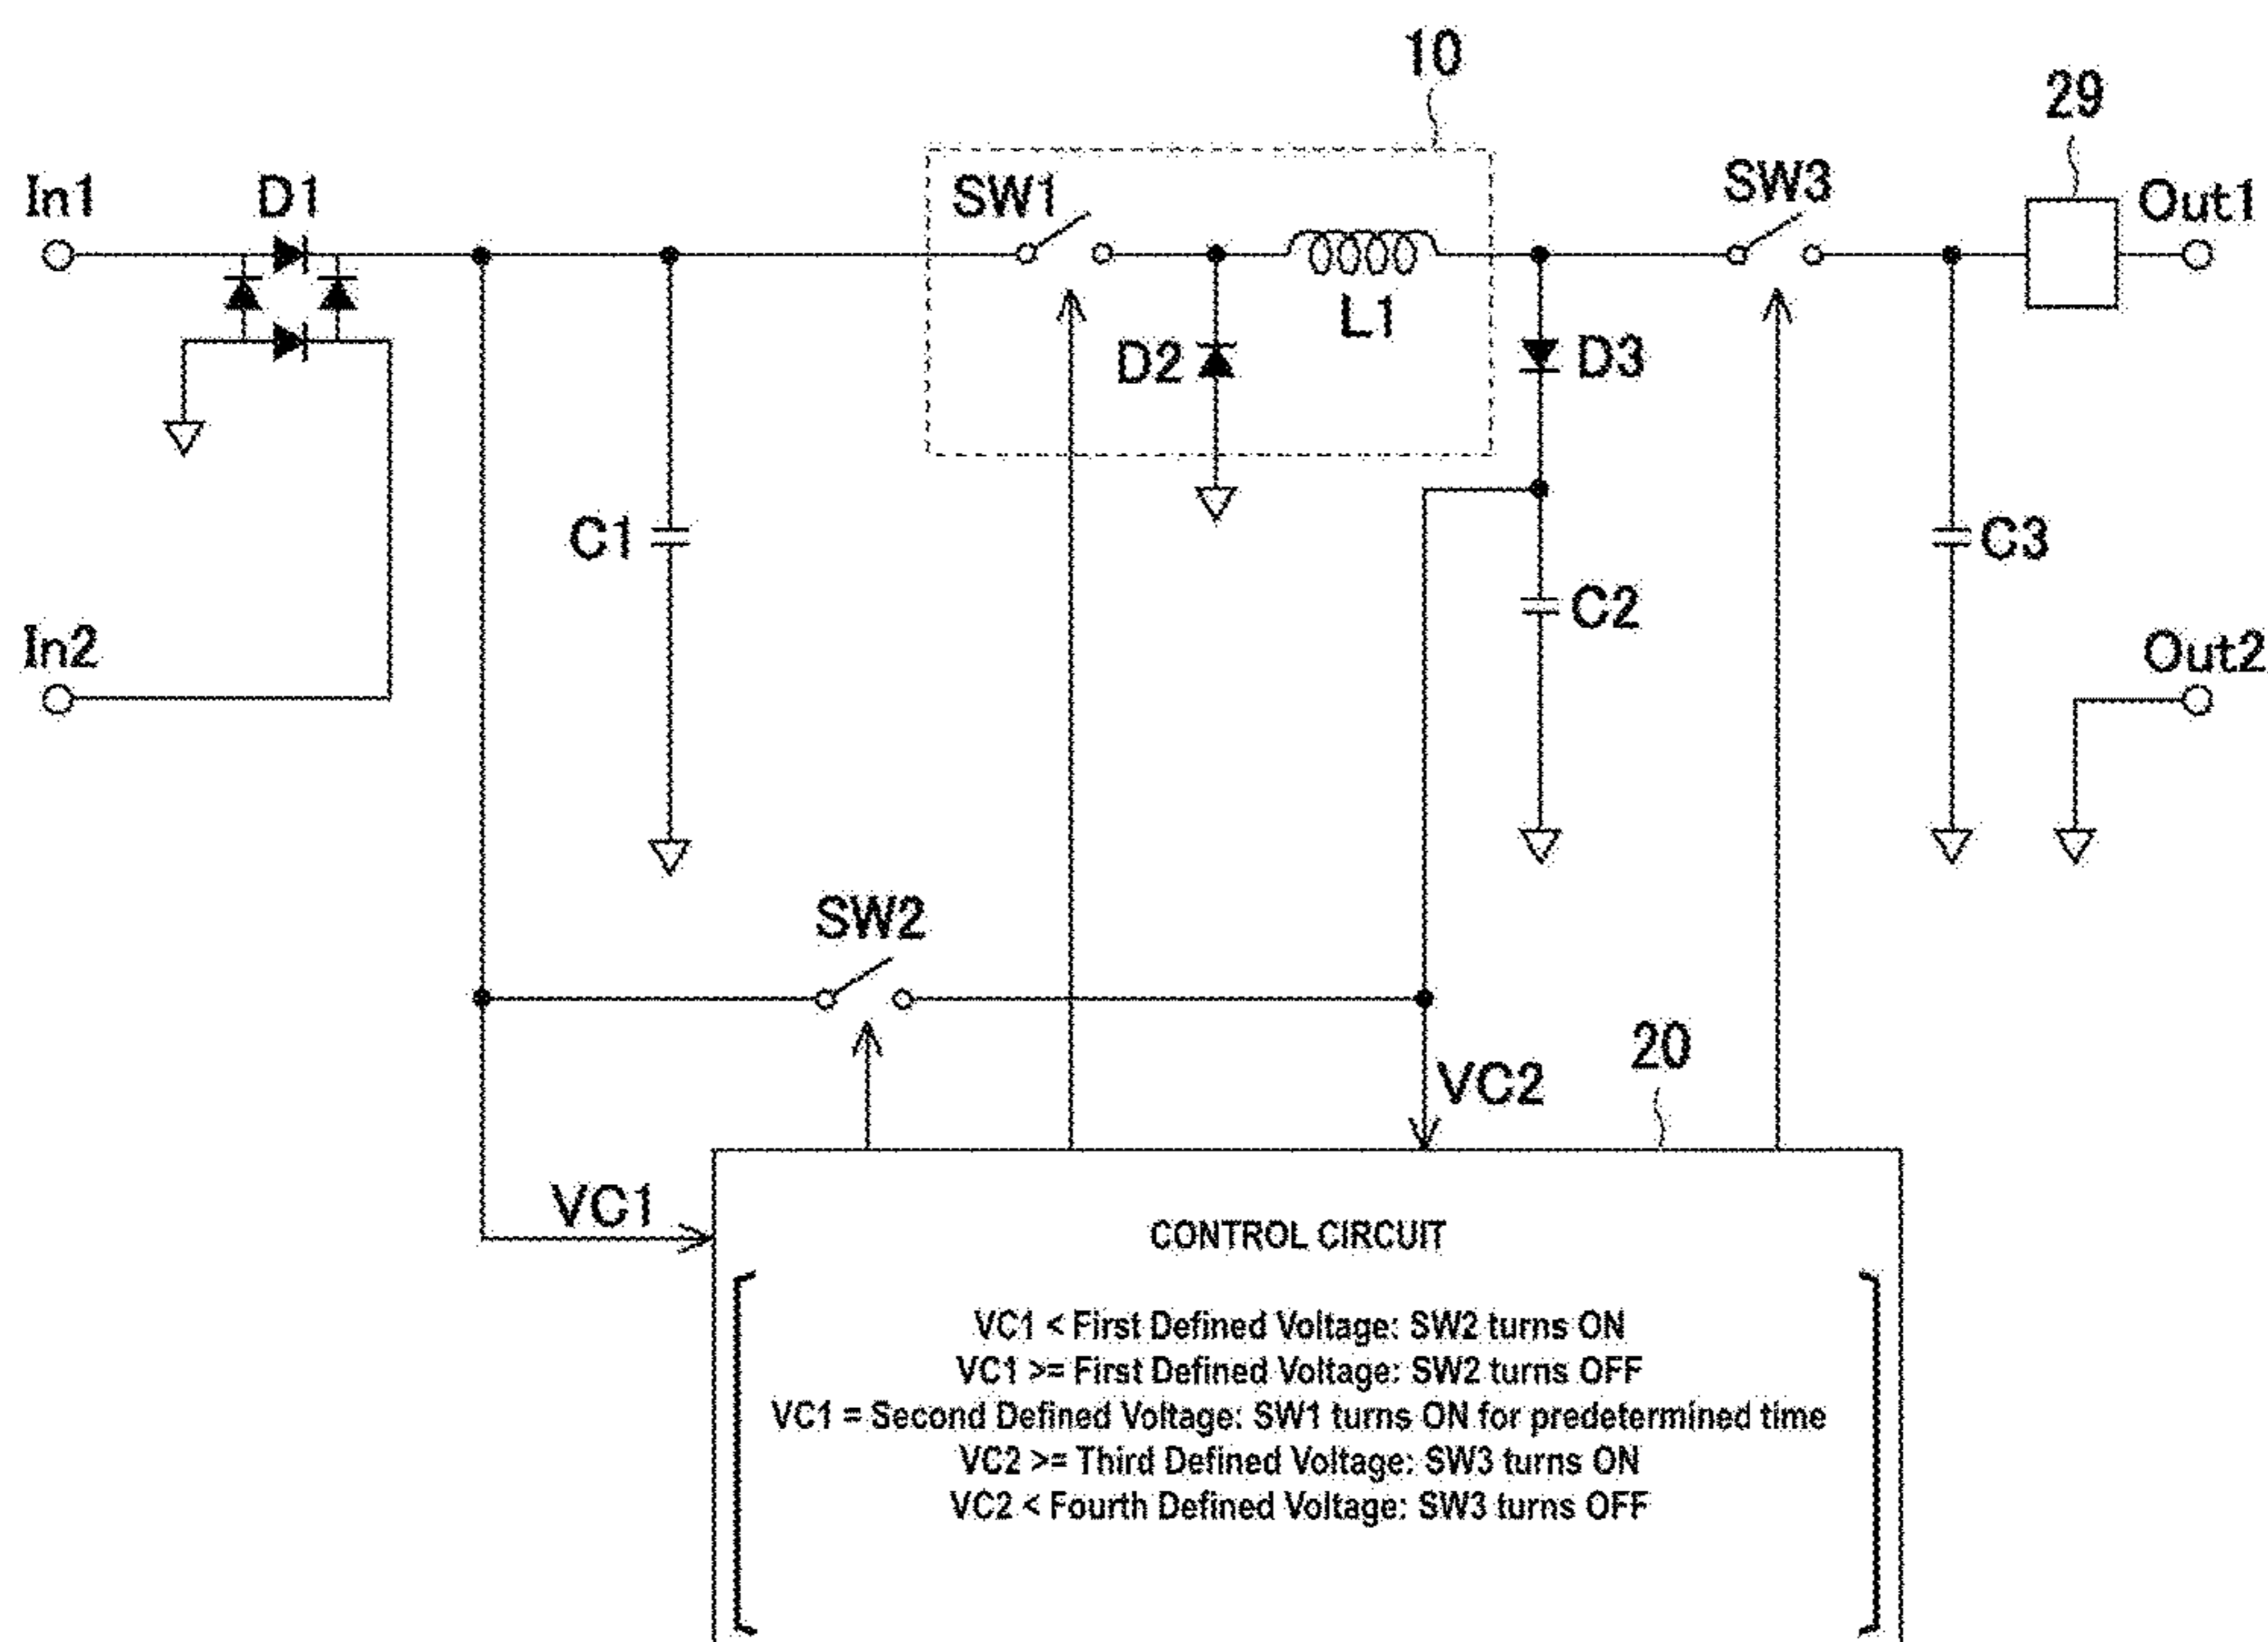 10
29
In1
D1
SW1
SW3
Out1
L1
D2
D3
C1
C3
C2
In2
Out2
SW2
20
VC2
VC1
CONTROL CIRCUIT
VC1 < First Defined Voltage: SW2 turns ON
VC1 >= First Defined Voltage: SW2 turns OFF
VC1 = Second Defined Voltage: SW1 turns ON for predetermined time
VC2 >= Third Defined Voltage: SW3 turns ON
VC2 < Fourth Defined Voltage: SW3 turns OFF